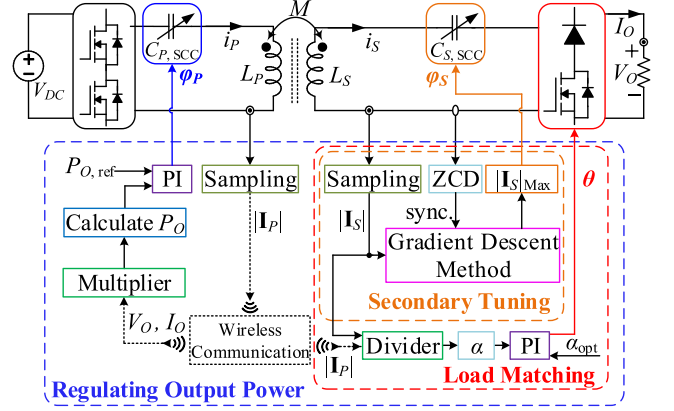 M
C_P, SCC
i_P
i_S
C_S, SCC
I_O
V_DC
L_P
L_S
+
V_O
−
φ_P
φ_S
P_O, ref
PI
Sampling
Sampling
ZCD
|I_S|_Max
θ
Calculate P_O
|I_P|
|I_S|
sync.
Gradient Descent
Method
Multiplier
Secondary Tuning
V_O, I_O
Wireless
Communication
|I_P|
Divider
α
PI
α_opt
Load Matching
Regulating Output Power